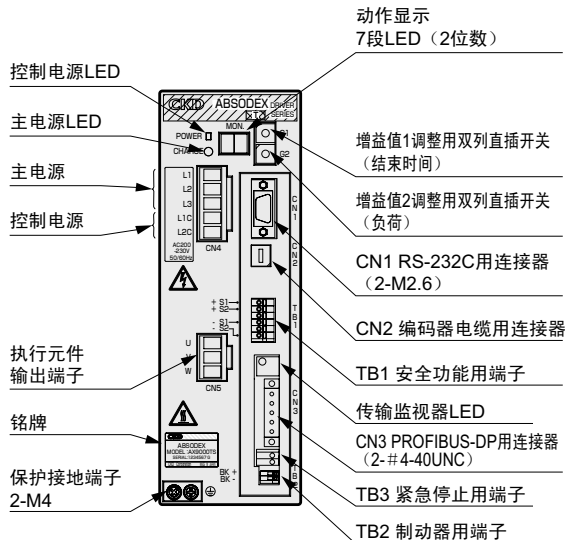 动作显示
7段LED（2位数）
控制电源LED
主电源LED
主电源
控制电源
执行元件
输出端子
铭牌
保护接地端子
2-M4
CKD ABSODEX DRIVER
SERIES
MON.
POWER
CHARGE
G1
G2
L1
L2
L3
L1C
L2C
AC200
-230V
50/60Hz
CN4
CN1
CN2
+ S1
+ S2
- S1
- S2
TB1
U
V
W
CN5
CN3
CKD
ABSODEX
MODEL :AX9000TS
BK +
BK -
增益值1调整用双列直插开关
（结束时间）
增益值2调整用双列直插开关
（负荷）
CN1 RS-232C用连接器
（2-M2.6）
CN2 编码器电缆用连接器
TB1 安全功能用端子
传输监视器LED
CN3 PROFIBUS-DP用连接器
（2-＃4-40UNC）
TB3 紧急停止用端子
TB2 制动器用端子